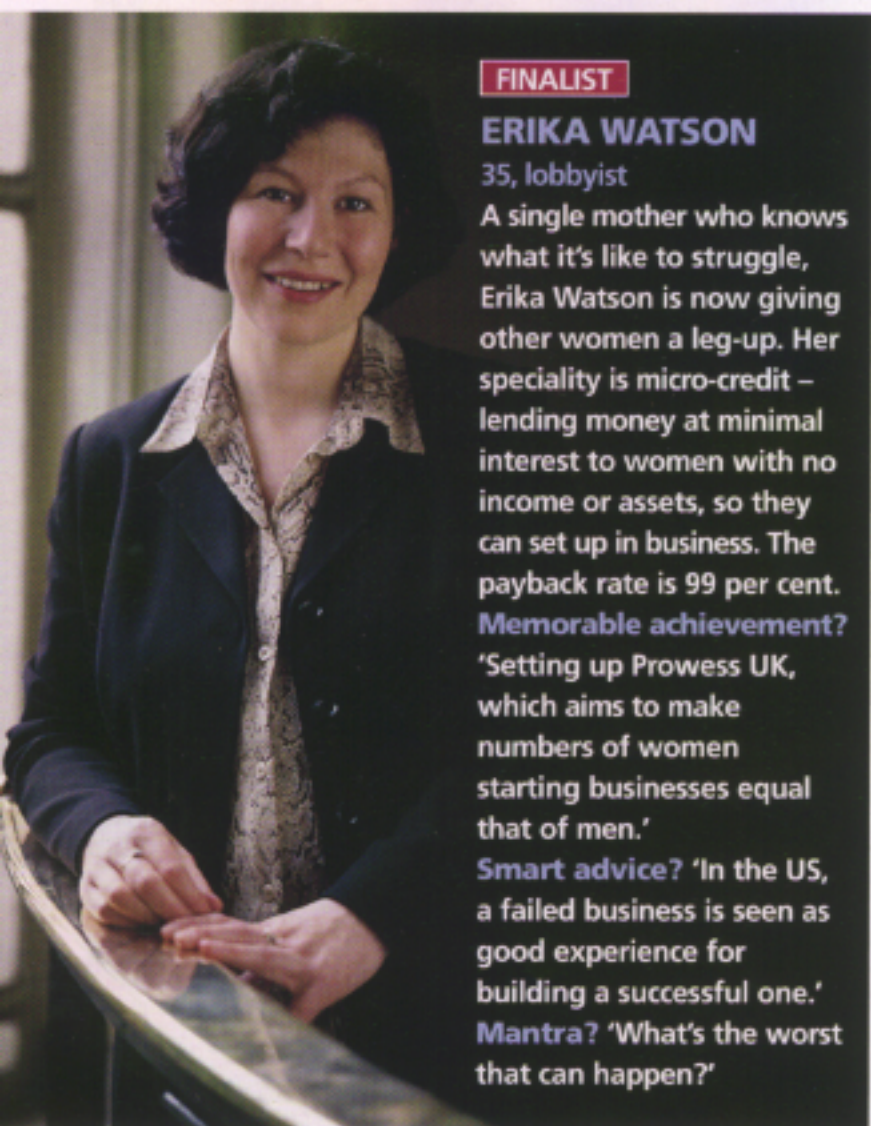 FINALIST
ERIKA WATSON
35, lobbyist
A single mother who knows
what it's like to struggle,
Erika Watson is now giving
other women a leg-up. Her
speciality is micro-credit –
lending money at minimal
interest to women with no
income or assets, so they
can set up in business. The
payback rate is 99 per cent.
Memorable achievement?
‘Setting up Prowess UK,
which aims to make
numbers of women
starting businesses equal
that of men.’
Smart advice? ‘In the US,
a failed business is seen as
good experience for
building a successful one.’
Mantra? ‘What's the worst
that can happen?’